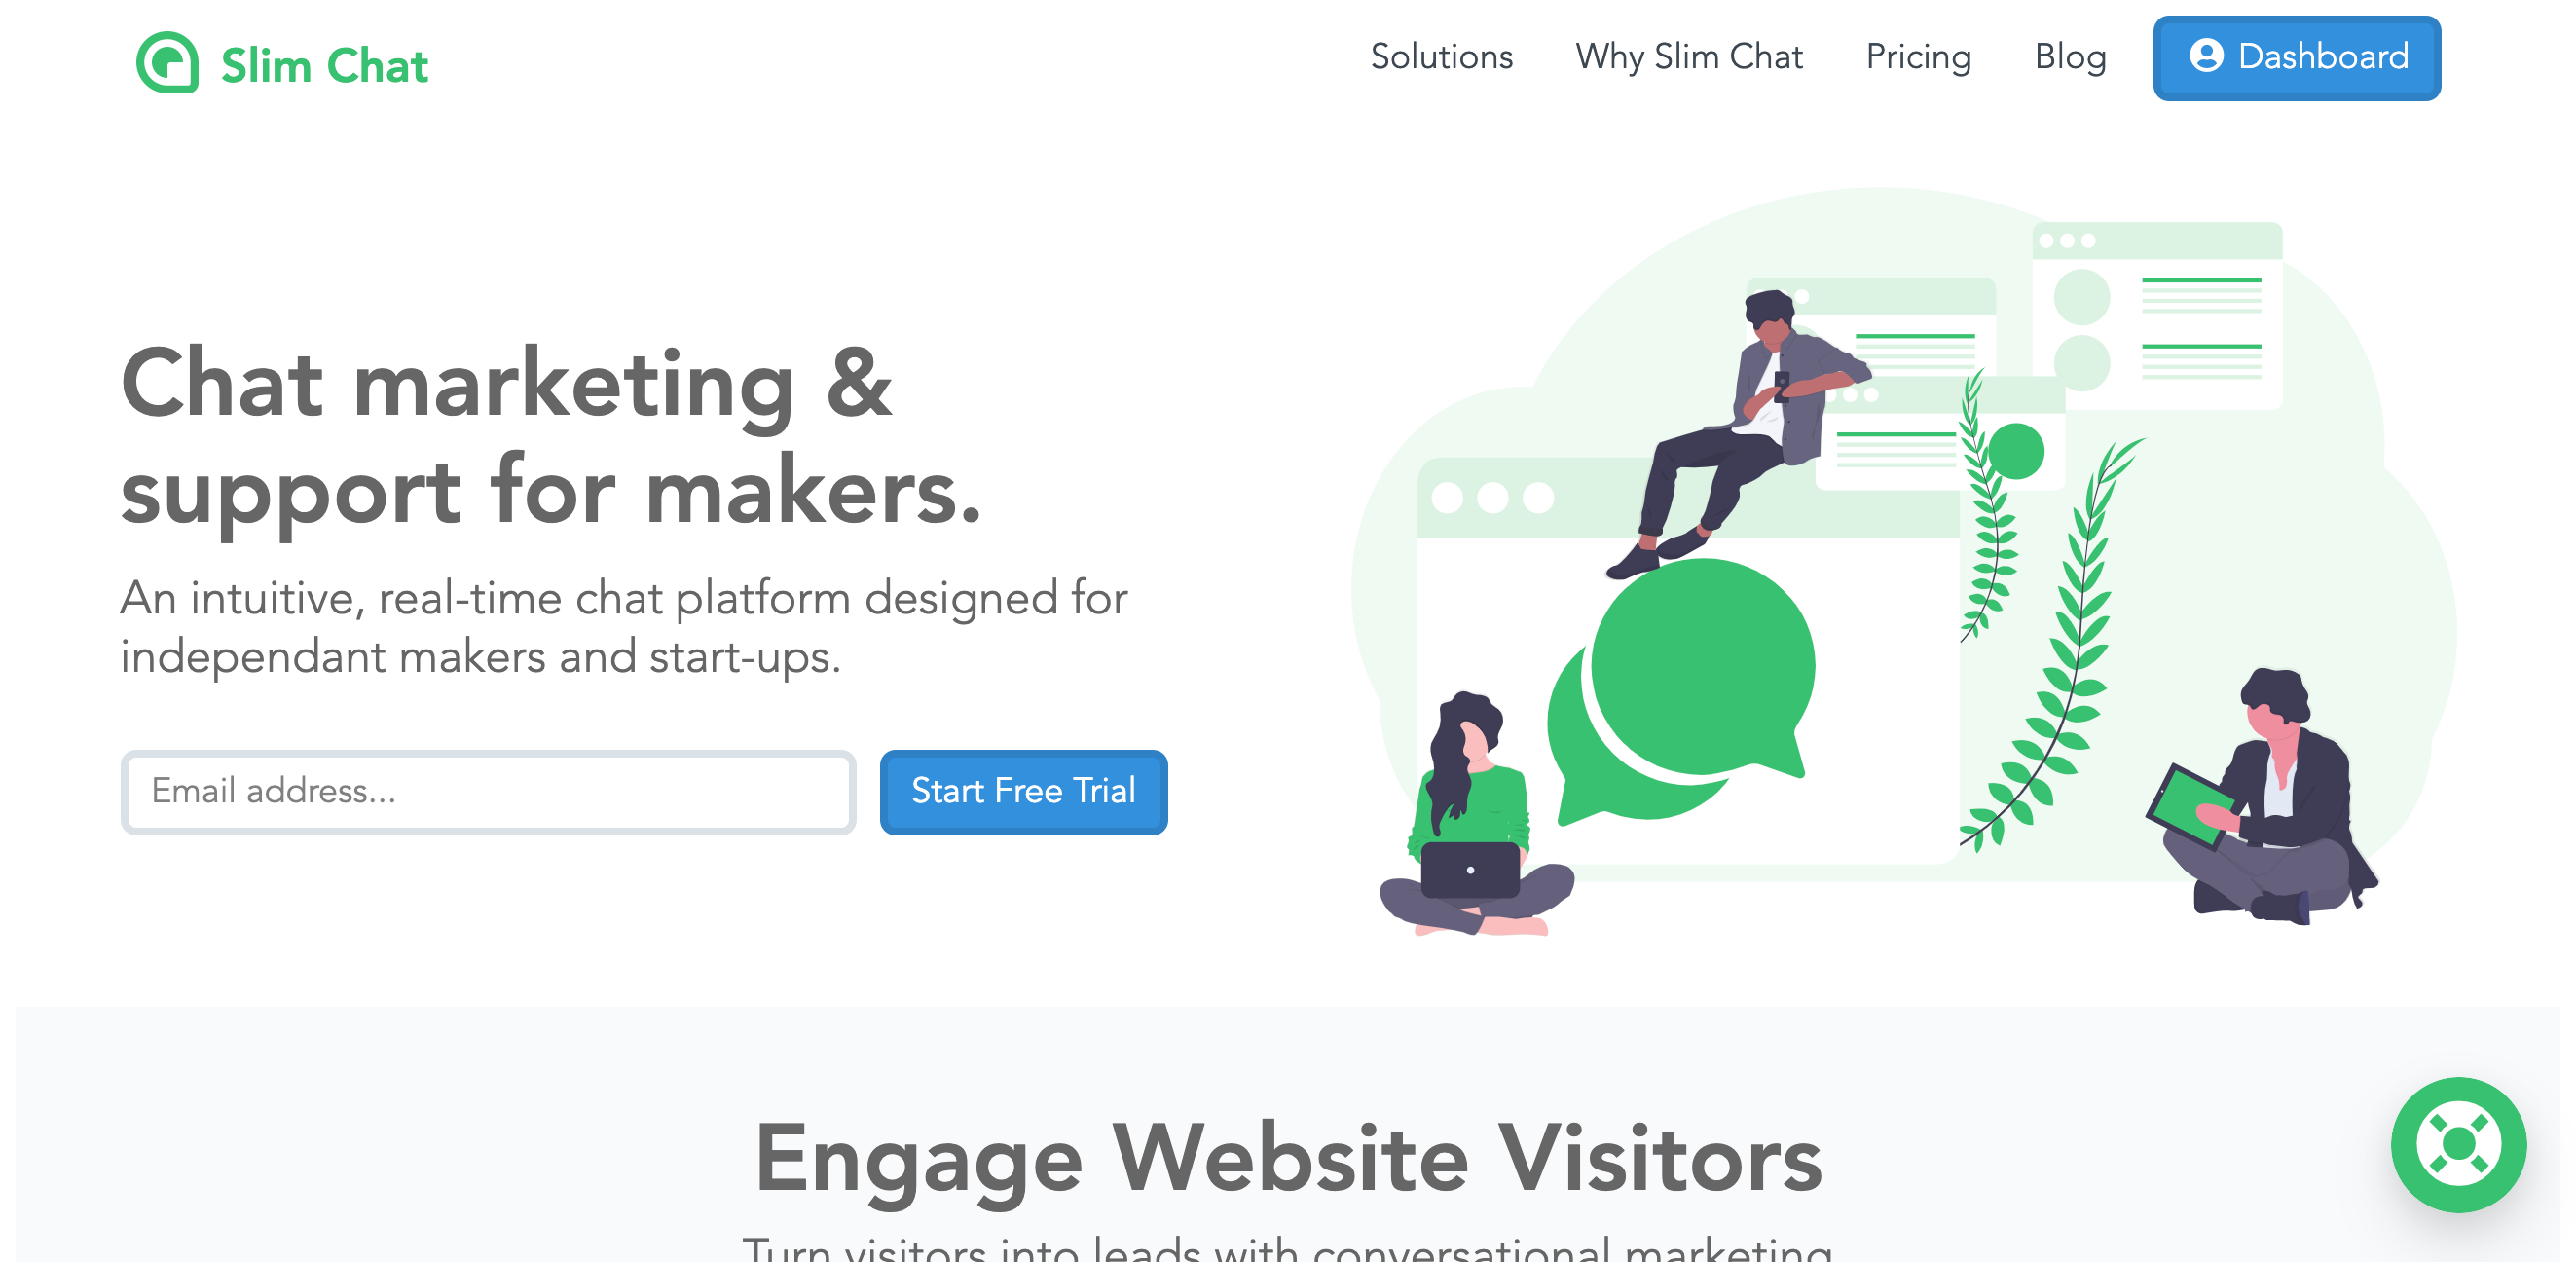 Slim Chat
Solutions
Why Slim Chat
Pricing
Blog
Dashboard
Chat marketing &
support for makers.
An intuitive, real-time chat platform designed for
independant makers and start-ups.
Email address...
Start Free Trial
Engage Website Visitors
Turn visitors into leads with conversational marketing